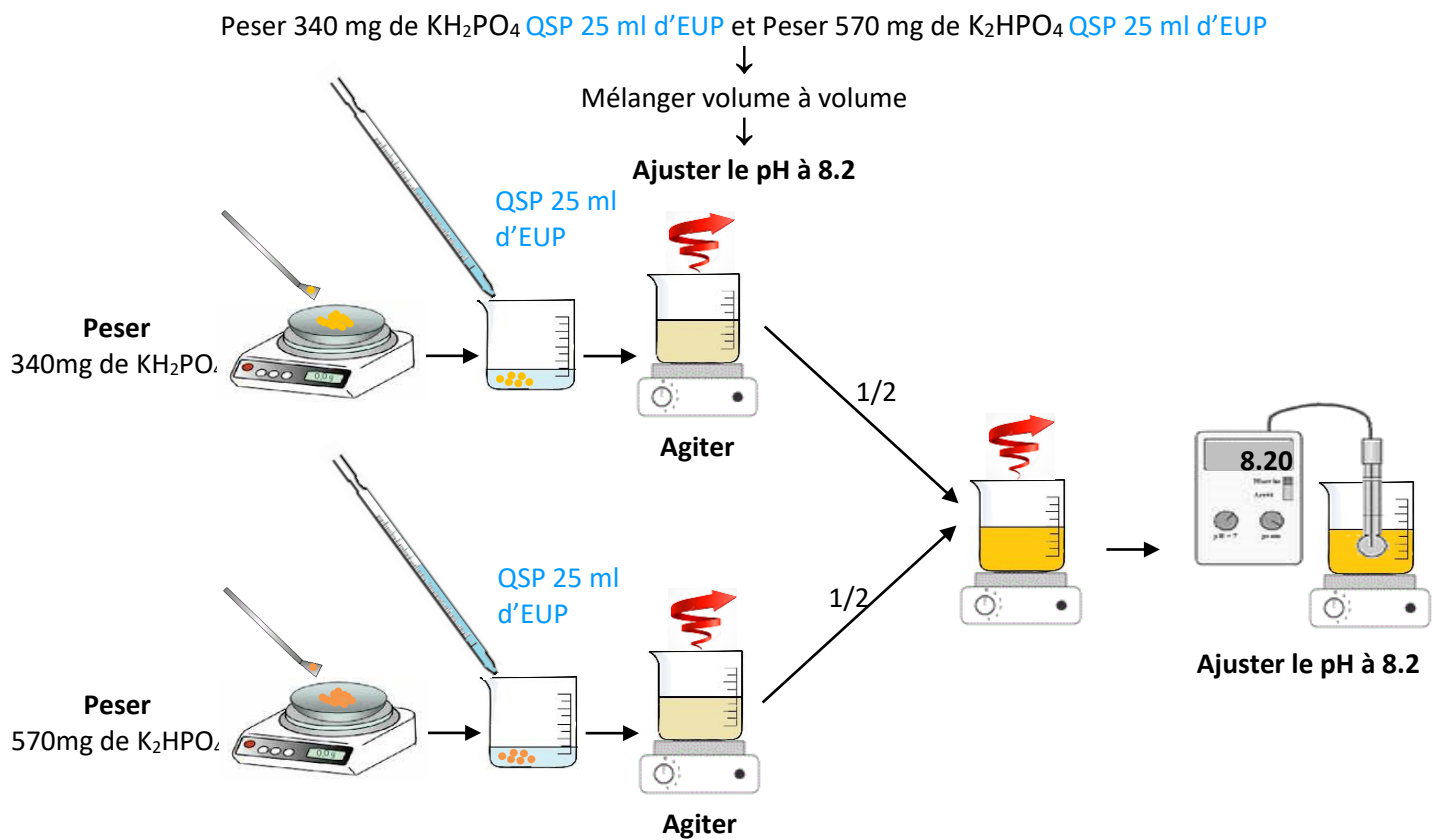 Peser 340 mg de KH₂PO₄ QSP 25 ml d’EUP et Peser 570 mg de K₂HPO₄ QSP 25 ml d’EUP
Mélanger volume à volume
Ajuster le pH à 8.2
QSP 25 ml
d’EUP
Peser
340mg de KH₂PO₄
Agiter
1/2
QSP 25 ml
d’EUP
Peser
570mg de K₂HPO₄
Agiter
1/2
8.20
Ajuster le pH à 8.2